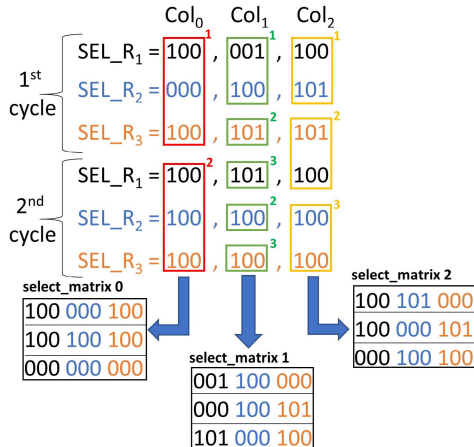 Col0 Col1 Col2
1st cycle
SEL_R1 = 100 1 , 001 1 , 100 1
SEL_R2 = 000 , 100 , 101
SEL_R3 = 100 , 101 2 , 101 2
2nd cycle
SEL_R1 = 100 2 , 101 3 , 100
SEL_R2 = 100 , 100 2 , 100 3
SEL_R3 = 100 , 100 3 , 100
select_matrix 0
100 000 100
100 100 100
000 000 000
select_matrix 1
001 100 000
000 100 101
101 000 100
select_matrix 2
100 101 000
100 000 101
000 100 100